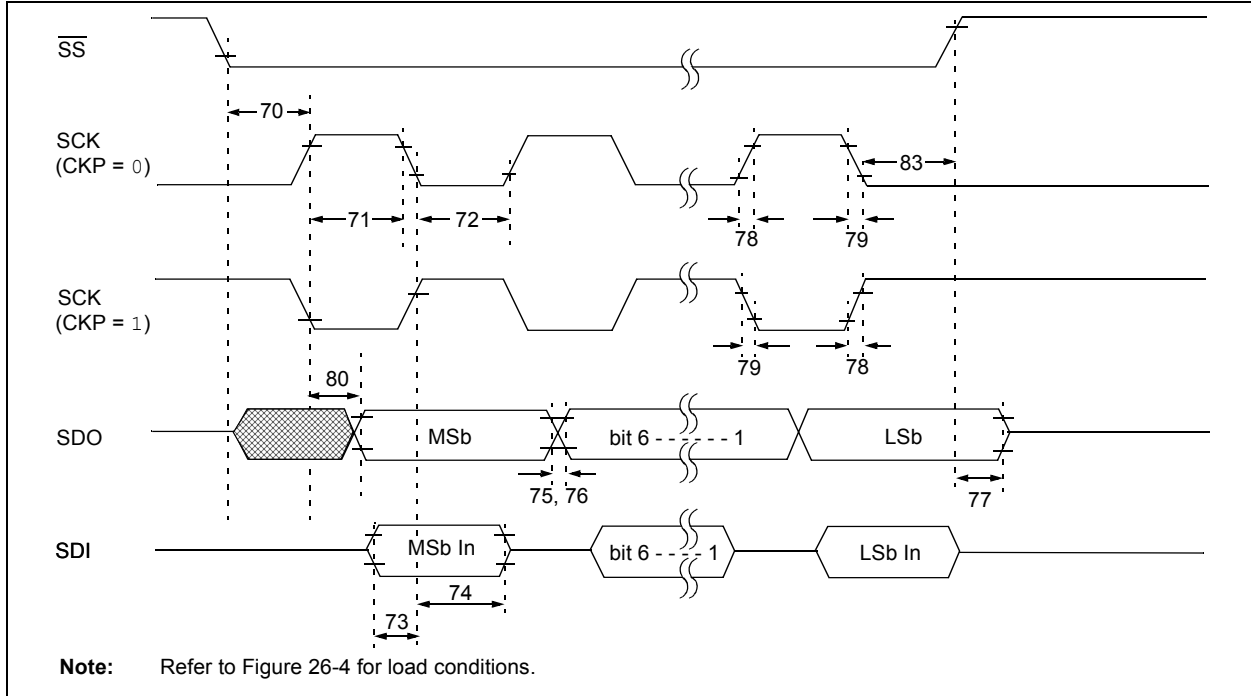 SS
70
SCK
(CKP = 0)
83
71
72
78
79
SCK
(CKP = 1)
79
78
80
SDO
MSb
bit 6 - - - - - - 1
LSb
75, 76
77
SDI
MSb In
bit 6 - - - - 1
LSb In
74
73
Note: Refer to Figure 26-4 for load conditions.